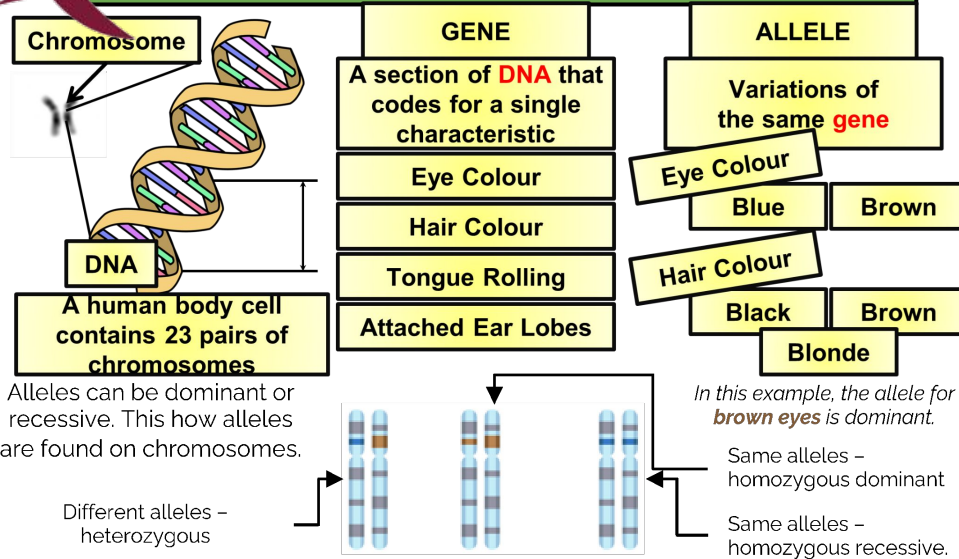 Chromosome
DNA
A human body cell
contains 23 pairs of
chromosomes
GENE
A section of DNA that
codes for a single
characteristic
Eye Colour
Hair Colour
Tongue Rolling
Attached Ear Lobes
ALLELE
Variations of
the same gene
Eye Colour
Blue
Brown
Hair Colour
Black
Brown
Blonde
Alleles can be dominant or
recessive. This how alleles
are found on chromosomes.
Different alleles –
heterozygous
In this example, the allele for
brown eyes is dominant.
Same alleles –
homozygous dominant
Same alleles –
homozygous recessive.